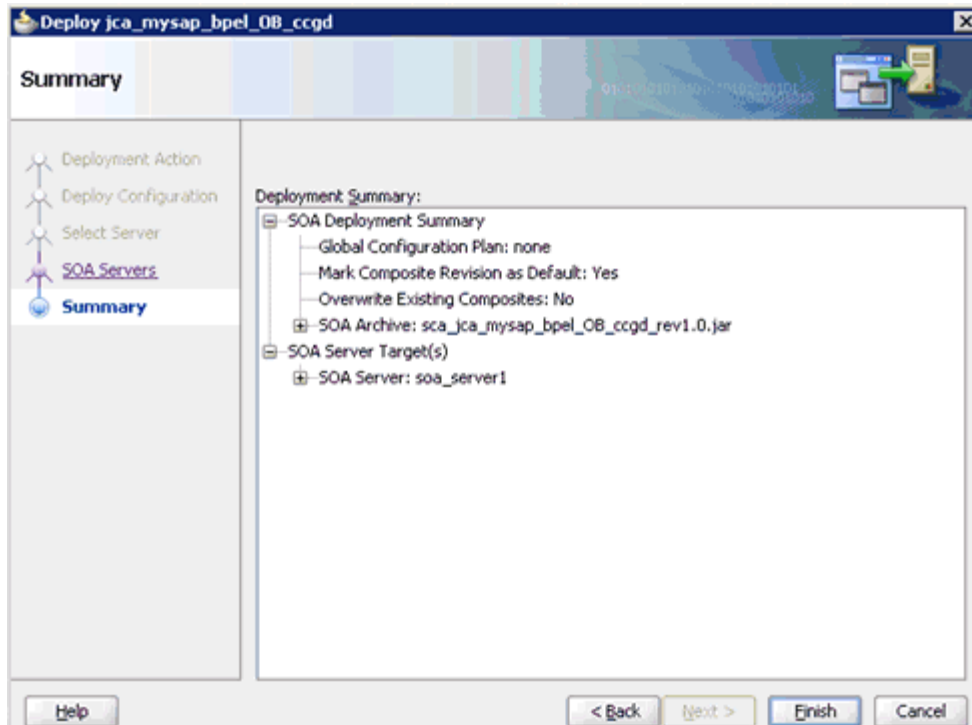 Deploy jca_mysap_bpel_OB_ccgd
Summary
Deployment Action
Deploy Configuration
Select Server
SOA Servers
Summary
Deployment Summary:
SOA Deployment Summary
Global Configuration Plan: none
Mark Composite Revision as Default: Yes
Overwrite Existing Composites: No
SOA Archive: sca_jca_mysap_bpel_OB_ccgd_rev1.0.jar
SOA Server Target(s)
SOA Server: soa_server1
Help
< Back
Next >
Finish
Cancel